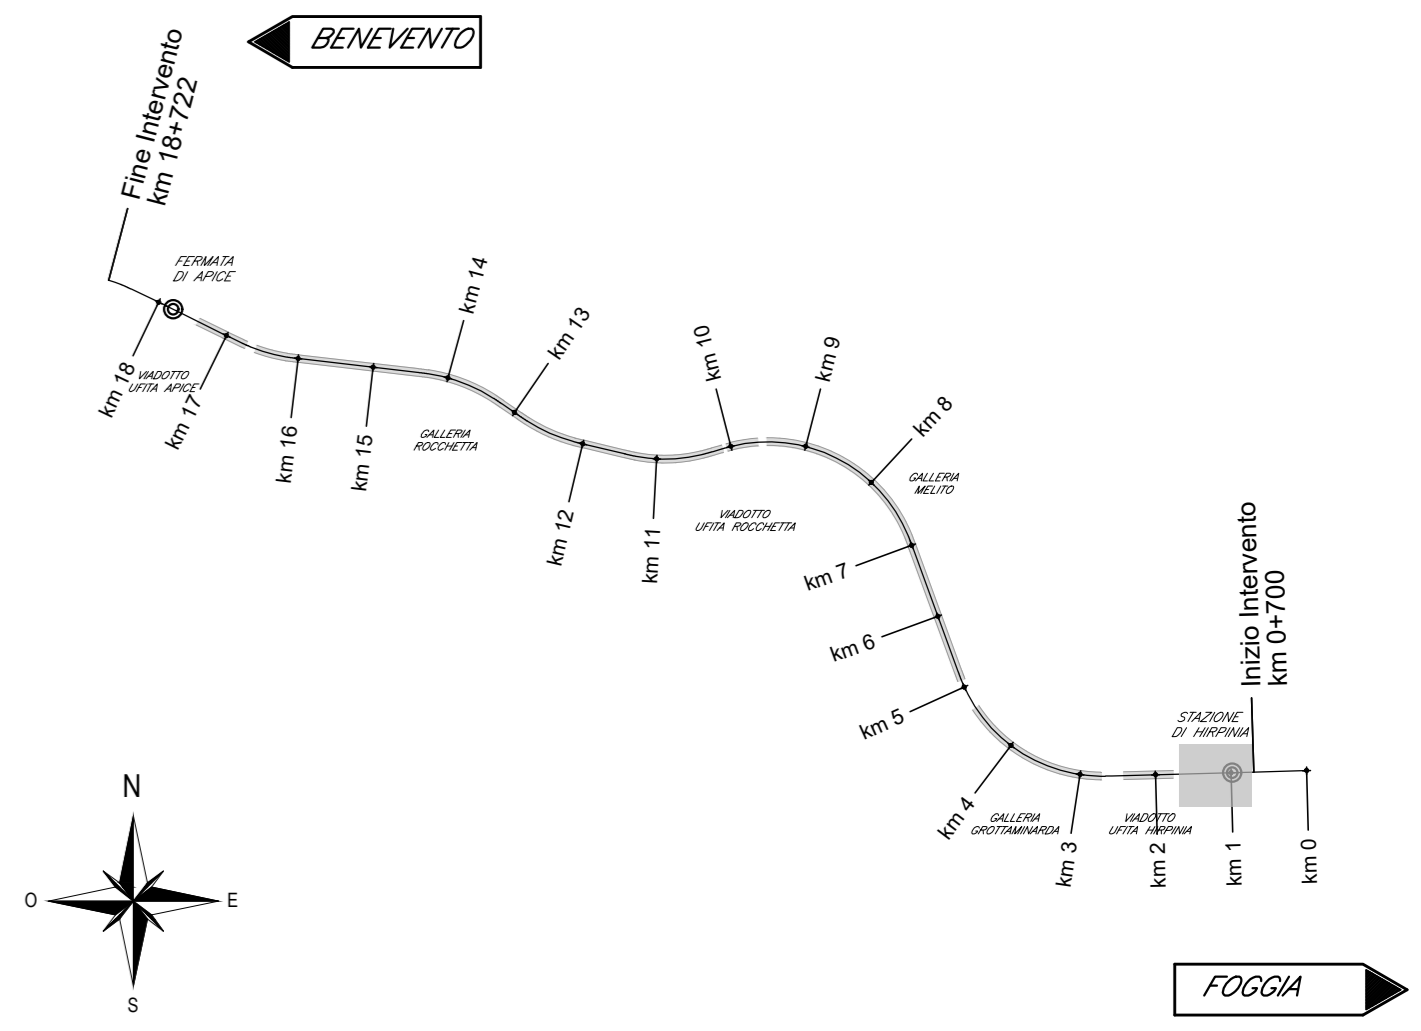 BENEVENTO
Fine Intervento
km 18+722
FERMATA
DI APICE
km 18
VIADOTTO
UFITA APICE
km 17
km 16
km 15
km 14
GALLERIA
ROCCHETTA
km 13
km 12
km 11
km 10
VIADOTTO
UFITA ROCCHETTA
km 9
km 8
GALLERIA
MELITO
km 7
km 6
km 5
km 4
GALLERIA
GROTTAMINARDA
km 3
VIADOTTO
UFITA HIRPINIA
km 2
STAZIONE
DI HIRPINIA
km 1
Inizio Intervento
km 0+700
km 0
N
O
E
S
FOGGIA